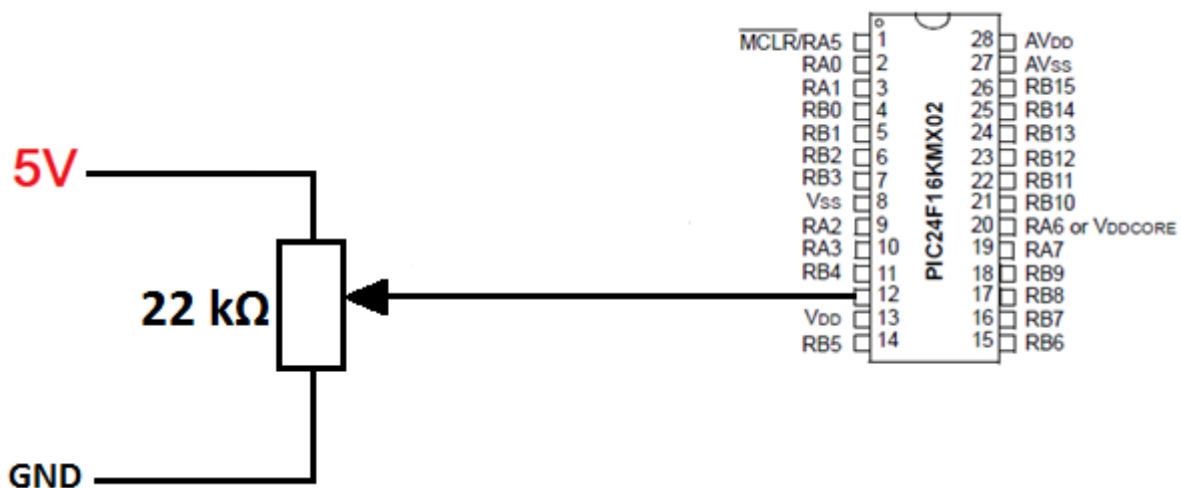 5V
22 kΩ
GND
MCLR/RA5 1
RA0 2
RA1 3
RB0 4
RB1 5
RB2 6
RB3 7
Vss 8
RA2 9
RA3 10
RB4 11
12
VDD 13
RB5 14
PIC24F16KMX02
28 AVDD
27 AVss
26 RB15
25 RB14
24 RB13
23 RB12
22 RB11
21 RB10
20 RA6 or VDDCORE
19 RA7
18 RB9
17 RB8
16 RB7
15 RB6